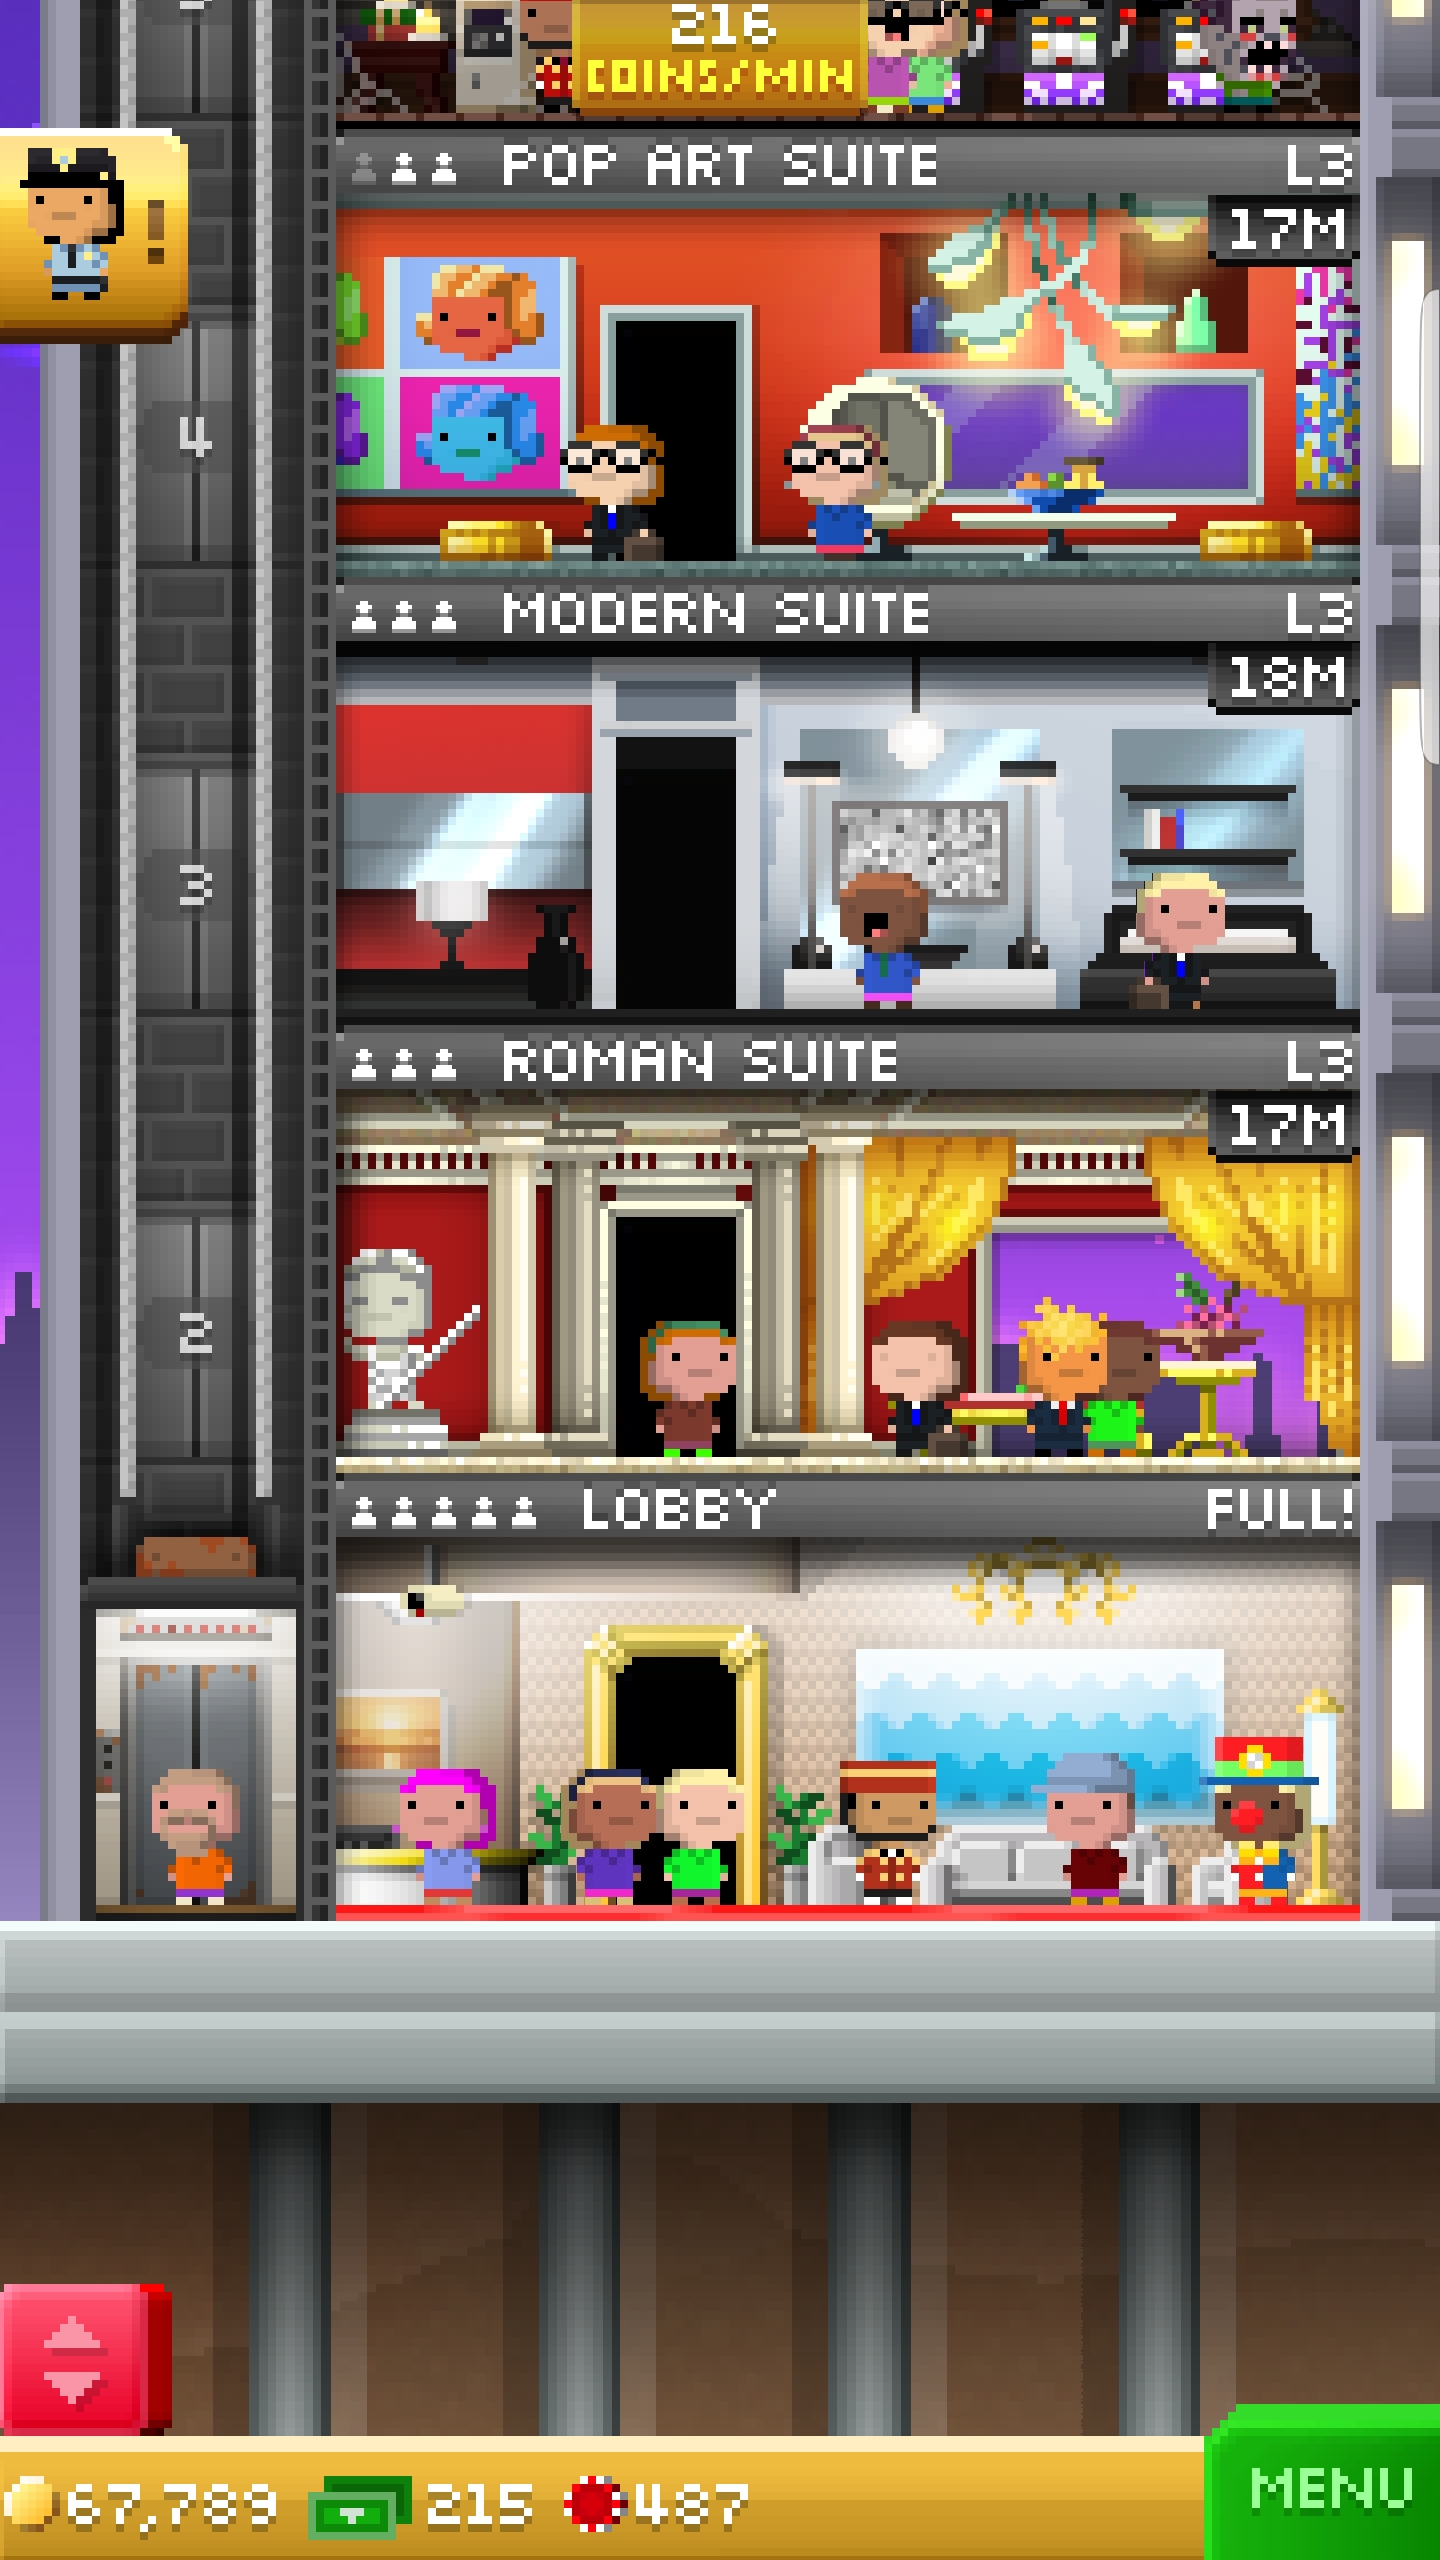 216
COINS/MIN
POP ART SUITE L3
17M
!
4
MODERN SUITE L3
18M
3
ROMAN SUITE L3
17M
2
LOBBY FULL!
67,789 215 487
MENU